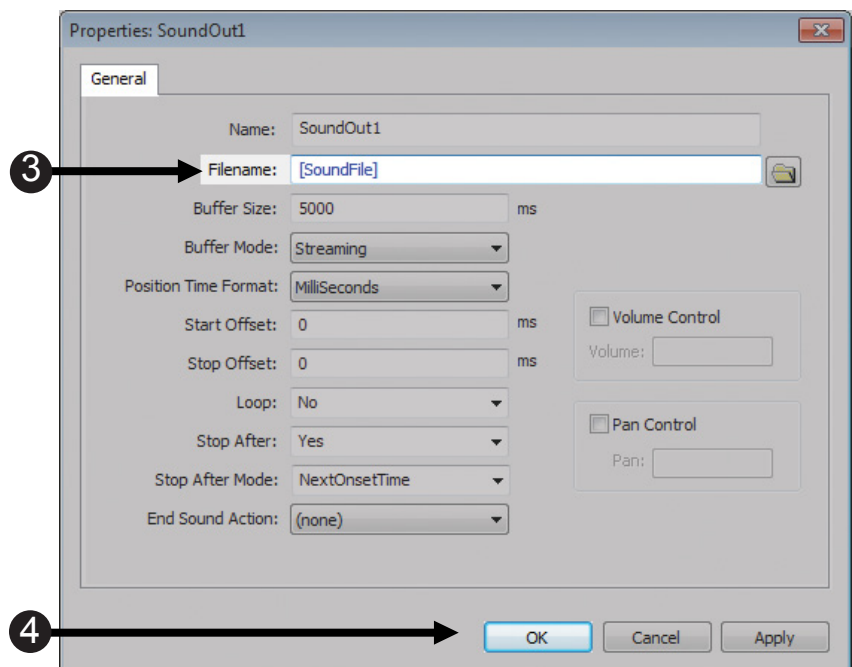 Properties: SoundOut1
General
Name: SoundOut1
3 Filename: [SoundFile]
Buffer Size: 5000 ms
Buffer Mode: Streaming
Position Time Format: MilliSeconds
Start Offset: 0 ms
Volume Control
Volume:
Stop Offset: 0 ms
Loop: No
Pan Control
Stop After: Yes
Pan:
Stop After Mode: NextOnsetTime
End Sound Action: (none)
4 OK Cancel Apply